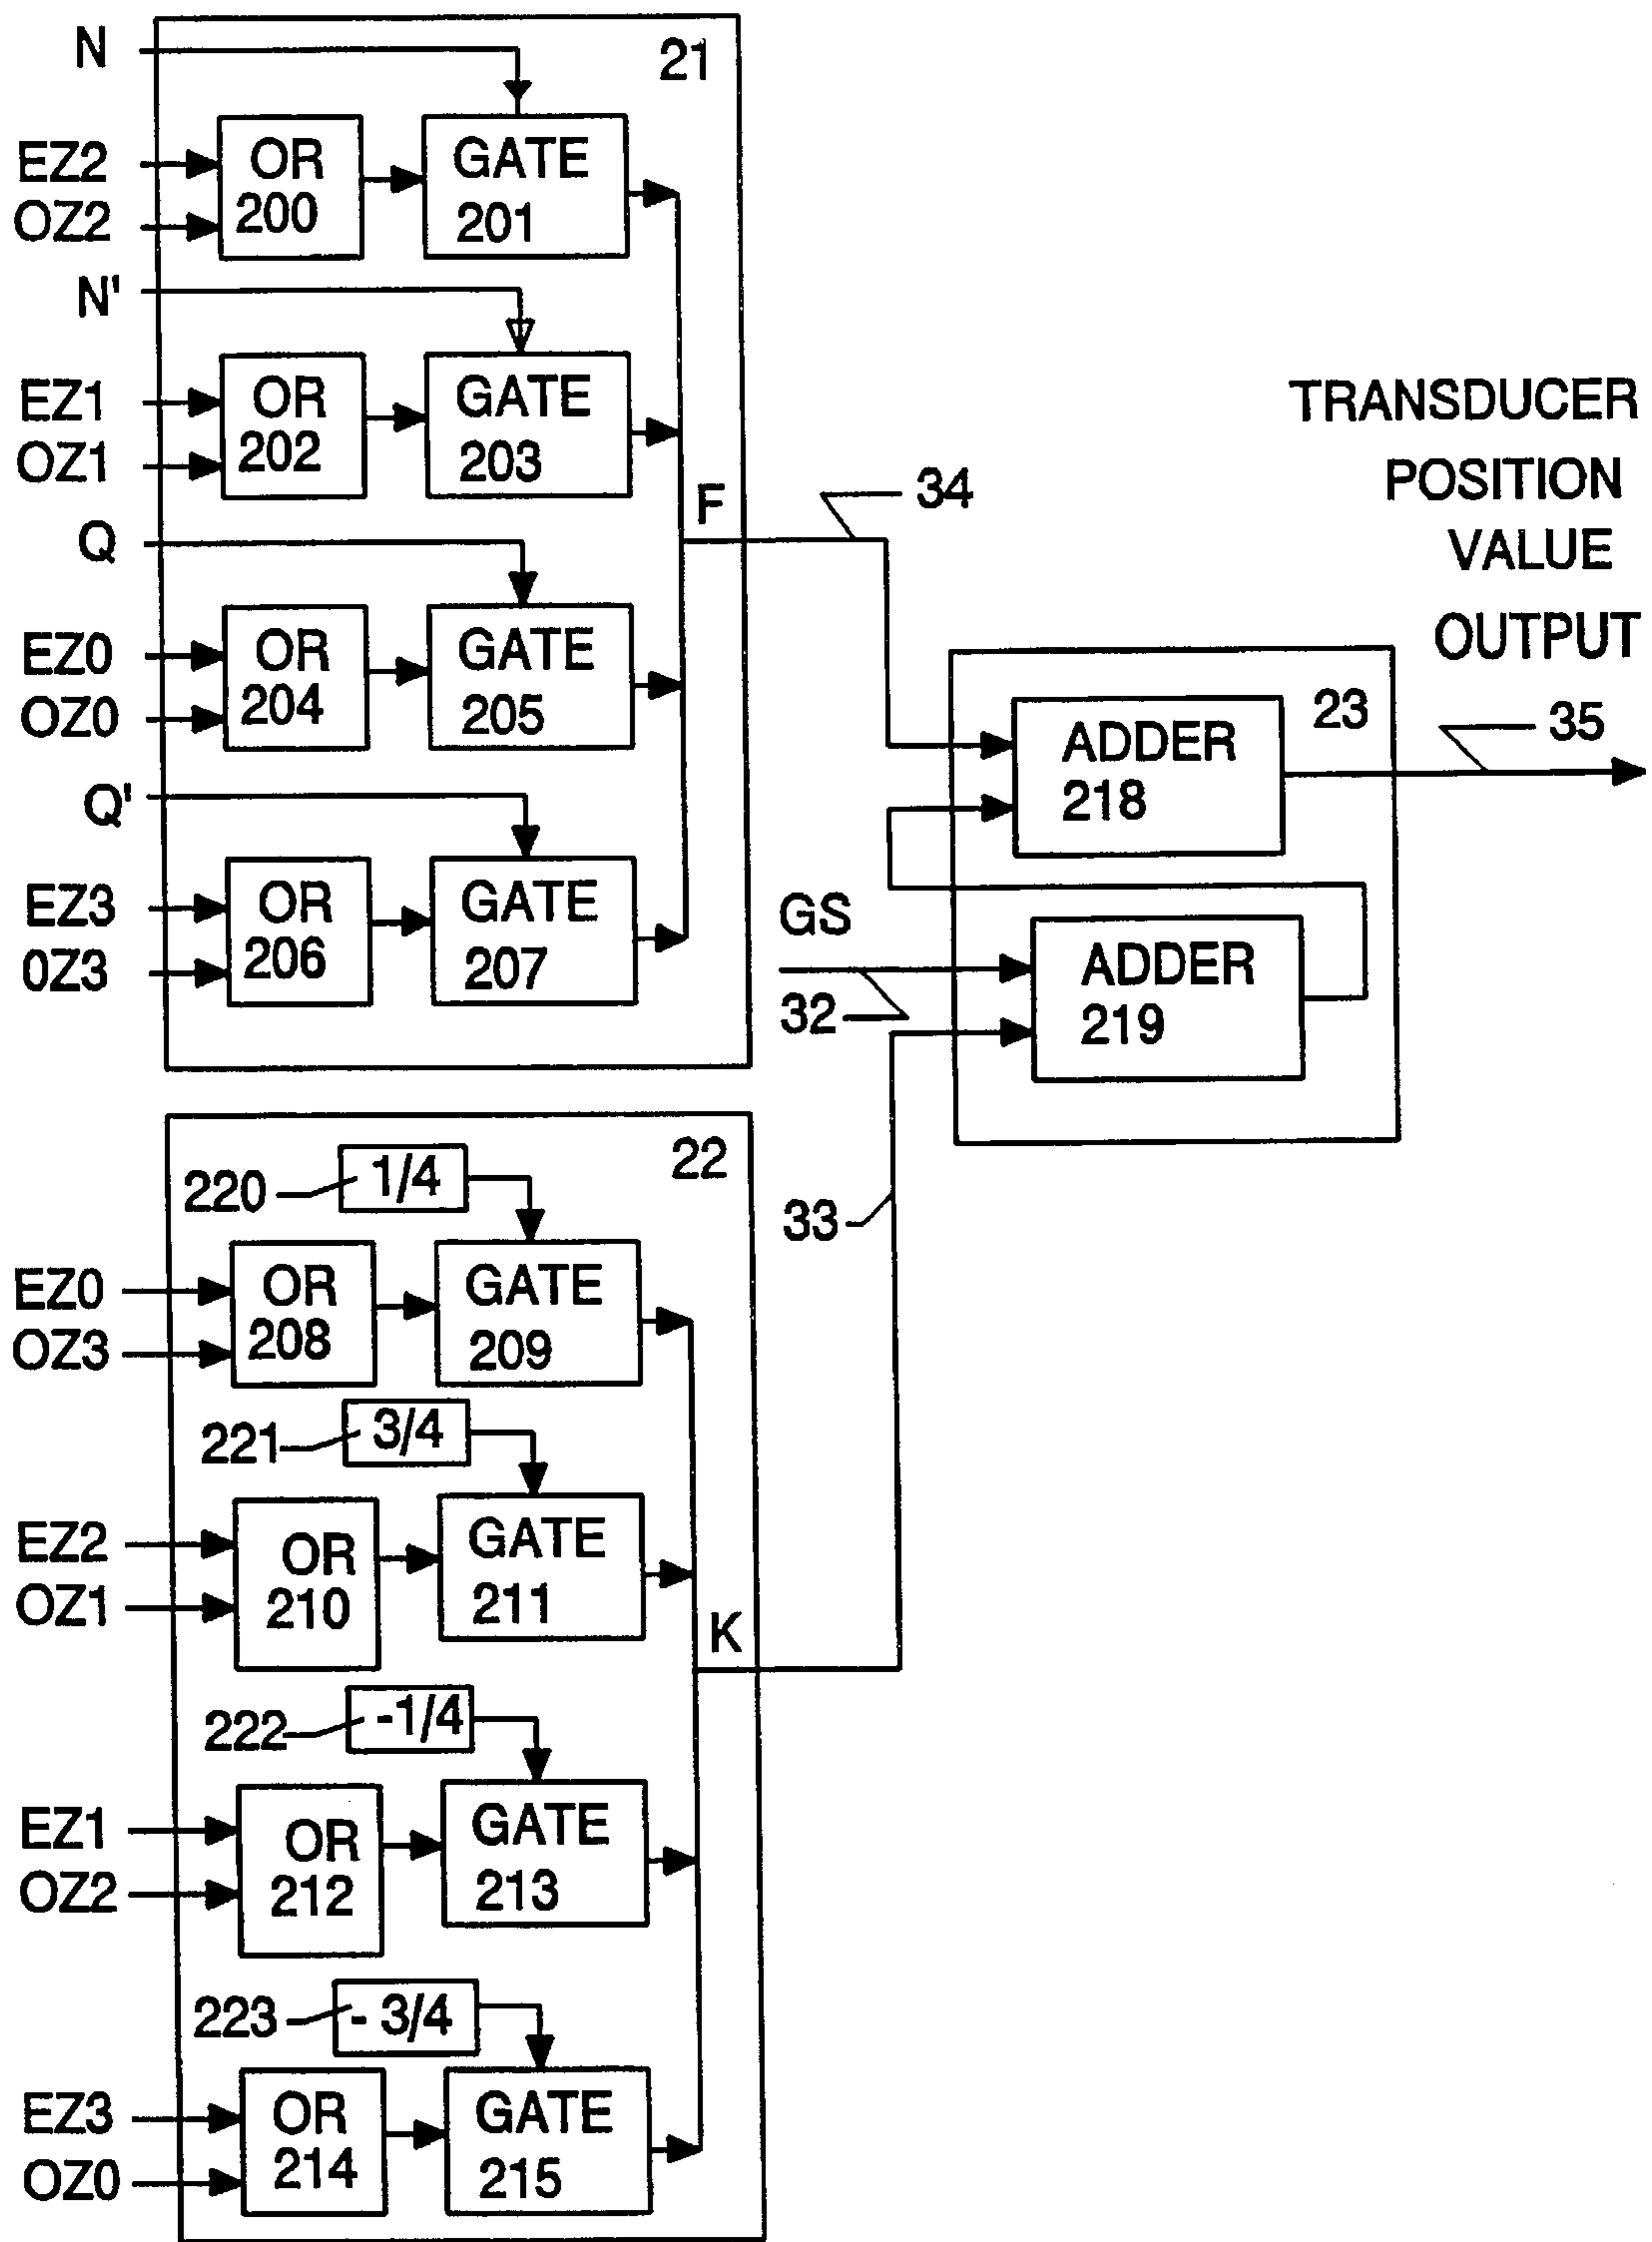 N
21
EZ2
OZ2
OR
200
GATE
201
N'
EZ1
OZ1
OR
202
GATE
203
Q
EZ0
OZ0
OR
204
GATE
205
Q'
EZ3
0Z3
OR
206
GATE
207
F
34
TRANSDUCER
POSITION
VALUE
OUTPUT
23
ADDER
218
35
GS
32
ADDER
219
33
22
220
1/4
EZ0
OZ3
OR
208
GATE
209
221
3/4
EZ2
OZ1
OR
210
GATE
211
K
222
-1/4
EZ1
OZ2
OR
212
GATE
213
223
- 3/4
EZ3
OZ0
OR
214
GATE
215